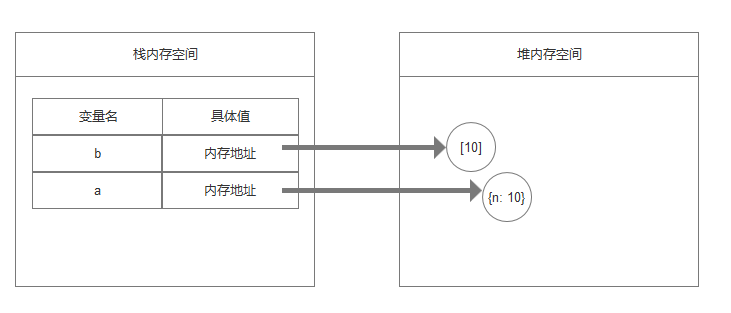 栈内存空间
堆内存空间
变量名 具体值
b 内存地址
a 内存地址
[10]
{n: 10}